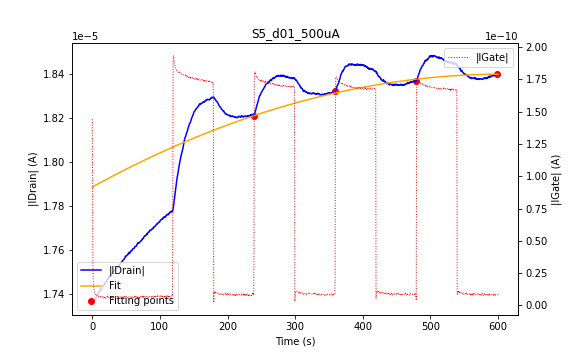 S5_d01_500uA
1e−5
1e−10
|IGate|
1.84
1.82
1.80
1.78
1.76
1.74
|IDrain| (A)
2.00
1.75
1.50
1.25
1.00
0.75
0.50
0.25
0.00
|IGate| (A)
|IDrain|
Fit
Fitting points
0 100 200 300 400 500 600
Time (s)